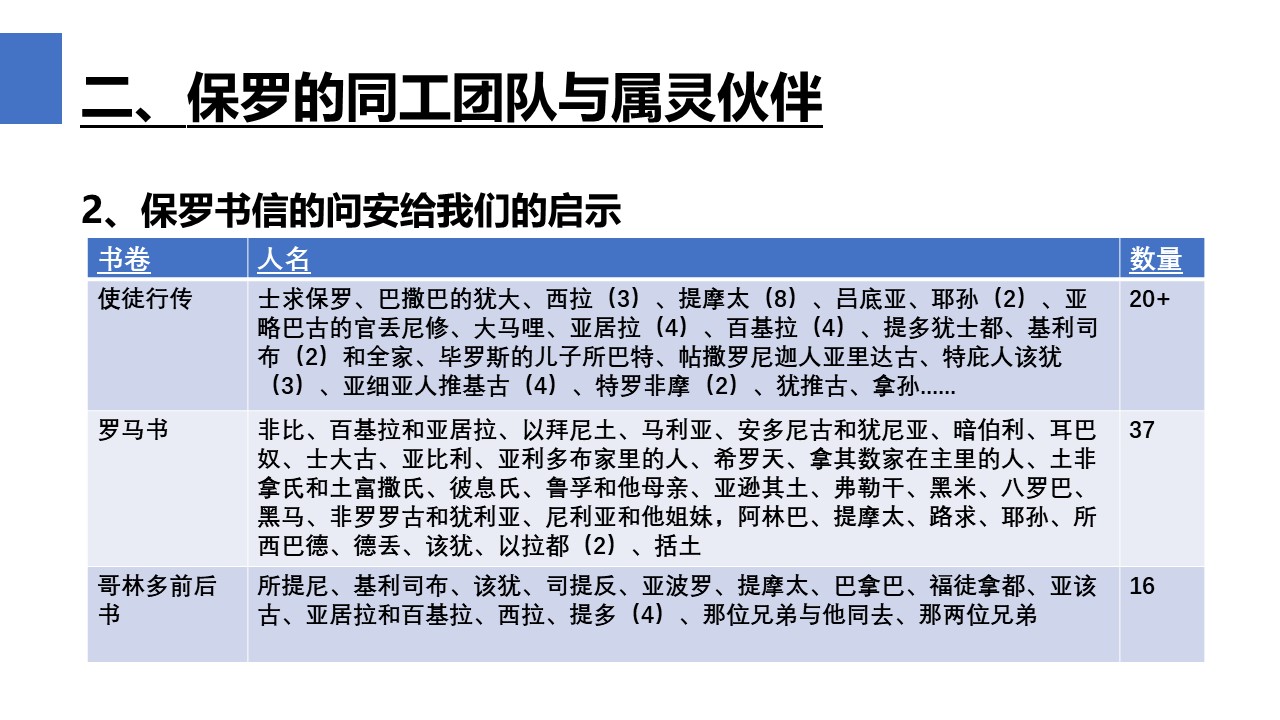 二、保罗的同工团队与属灵伙伴
2、保罗书信的问安给我们的启示
书卷 人名 数量
使徒行传 士求保罗、巴撒巴的犹大、西拉（3）、提摩太（8）、吕底亚、耶孙（2）、亚 20+
略巴古的官丢尼修、大马哩、亚居拉（4）、百基拉（4）、提多犹士都、基利司
布（2）和全家、毕罗斯的儿子所巴特、帖撒罗尼迦人亚里达古、特庇人该犹
（3）、亚细亚人推基古（4）、特罗非摩（2）、犹推古、拿孙……
罗马书 非比、百基拉和亚居拉、以拜尼土、马利亚、安多尼古和犹尼亚、暗伯利、耳巴 37
奴、士大古、亚比利、亚利多布家里的人、希罗天、拿其数家在主里的人、土非
拿氏和土富撒氏、彼息氏、鲁孚和他母亲、亚逊其土、弗勒干、黑米、八罗巴、
黑马、非罗罗古和犹利亚、尼利亚和他姐妹，阿林巴、提摩太、路求、耶孙、所
西巴德、德丢、该犹、以拉都（2）、括土
哥林多前后 所提尼、基利司布、该犹、司提反、亚波罗、提摩太、巴拿巴、福徒拿都、亚该 16
书 古、亚居拉和百基拉、西拉、提多（4）、那位兄弟与他同去、那两位兄弟